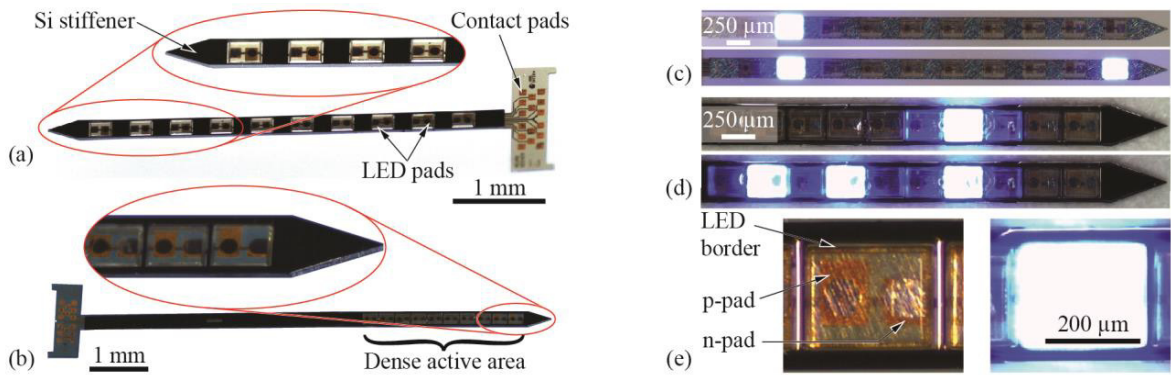 Si stiffener
Contact pads
LED pads
(a)
1 mm
(b)
1 mm
Dense active area
250 µm
(c)
250 µm
(d)
LED
border
p-pad
n-pad
(e)
200 µm